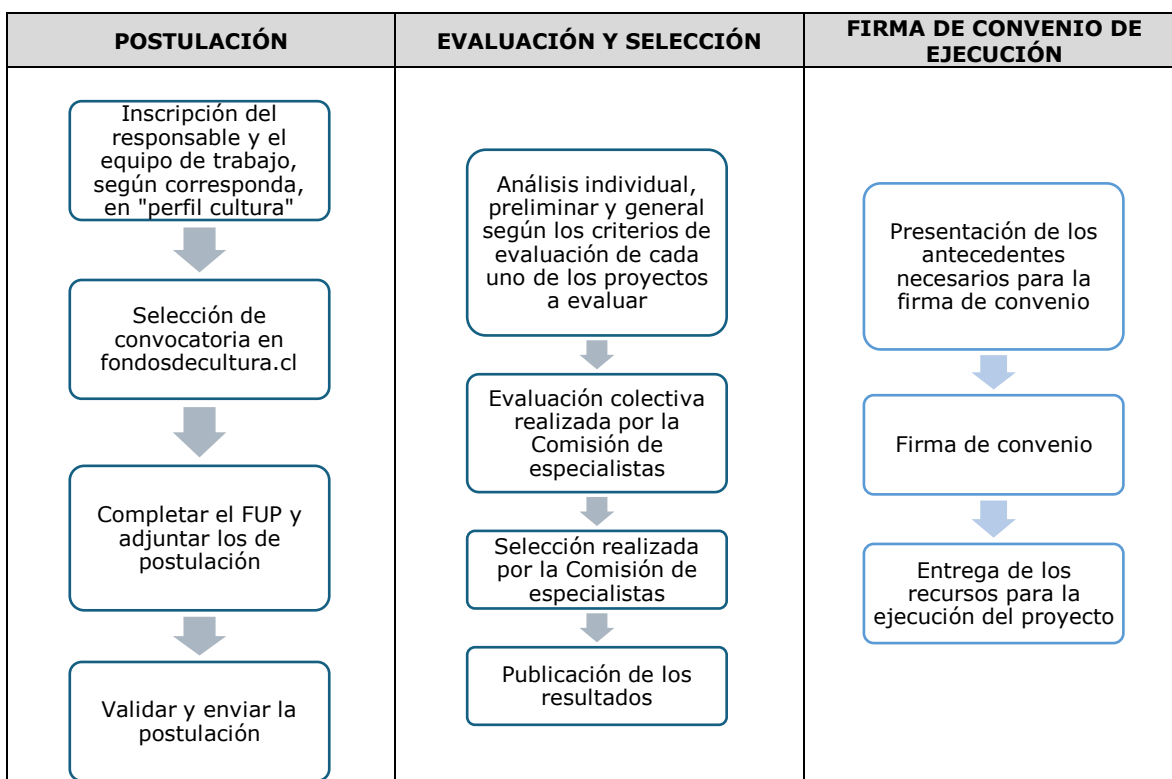 POSTULACIÓN
Inscripción del
responsable y el
equipo de trabajo,
según corresponda,
en "perfil cultura"
Selección de
convocatoria en
fondosdecultura.cl
Completar el FUP y
adjuntar los de
postulación
Validar y enviar la
postulación
EVALUACIÓN Y SELECCIÓN
Análisis individual,
preliminar y general
según los criterios de
evaluación de cada
uno de los proyectos
a evaluar
Evaluación colectiva
realizada por la
Comisión de
especialistas
Selección realizada
por la Comisión de
especialistas
Publicación de los
resultados
FIRMA DE CONVENIO DE
EJECUCIÓN
Presentación de los
antecedentes
necesarios para la
firma de convenio
Firma de convenio
Entrega de los
recursos para la
ejecución del proyecto